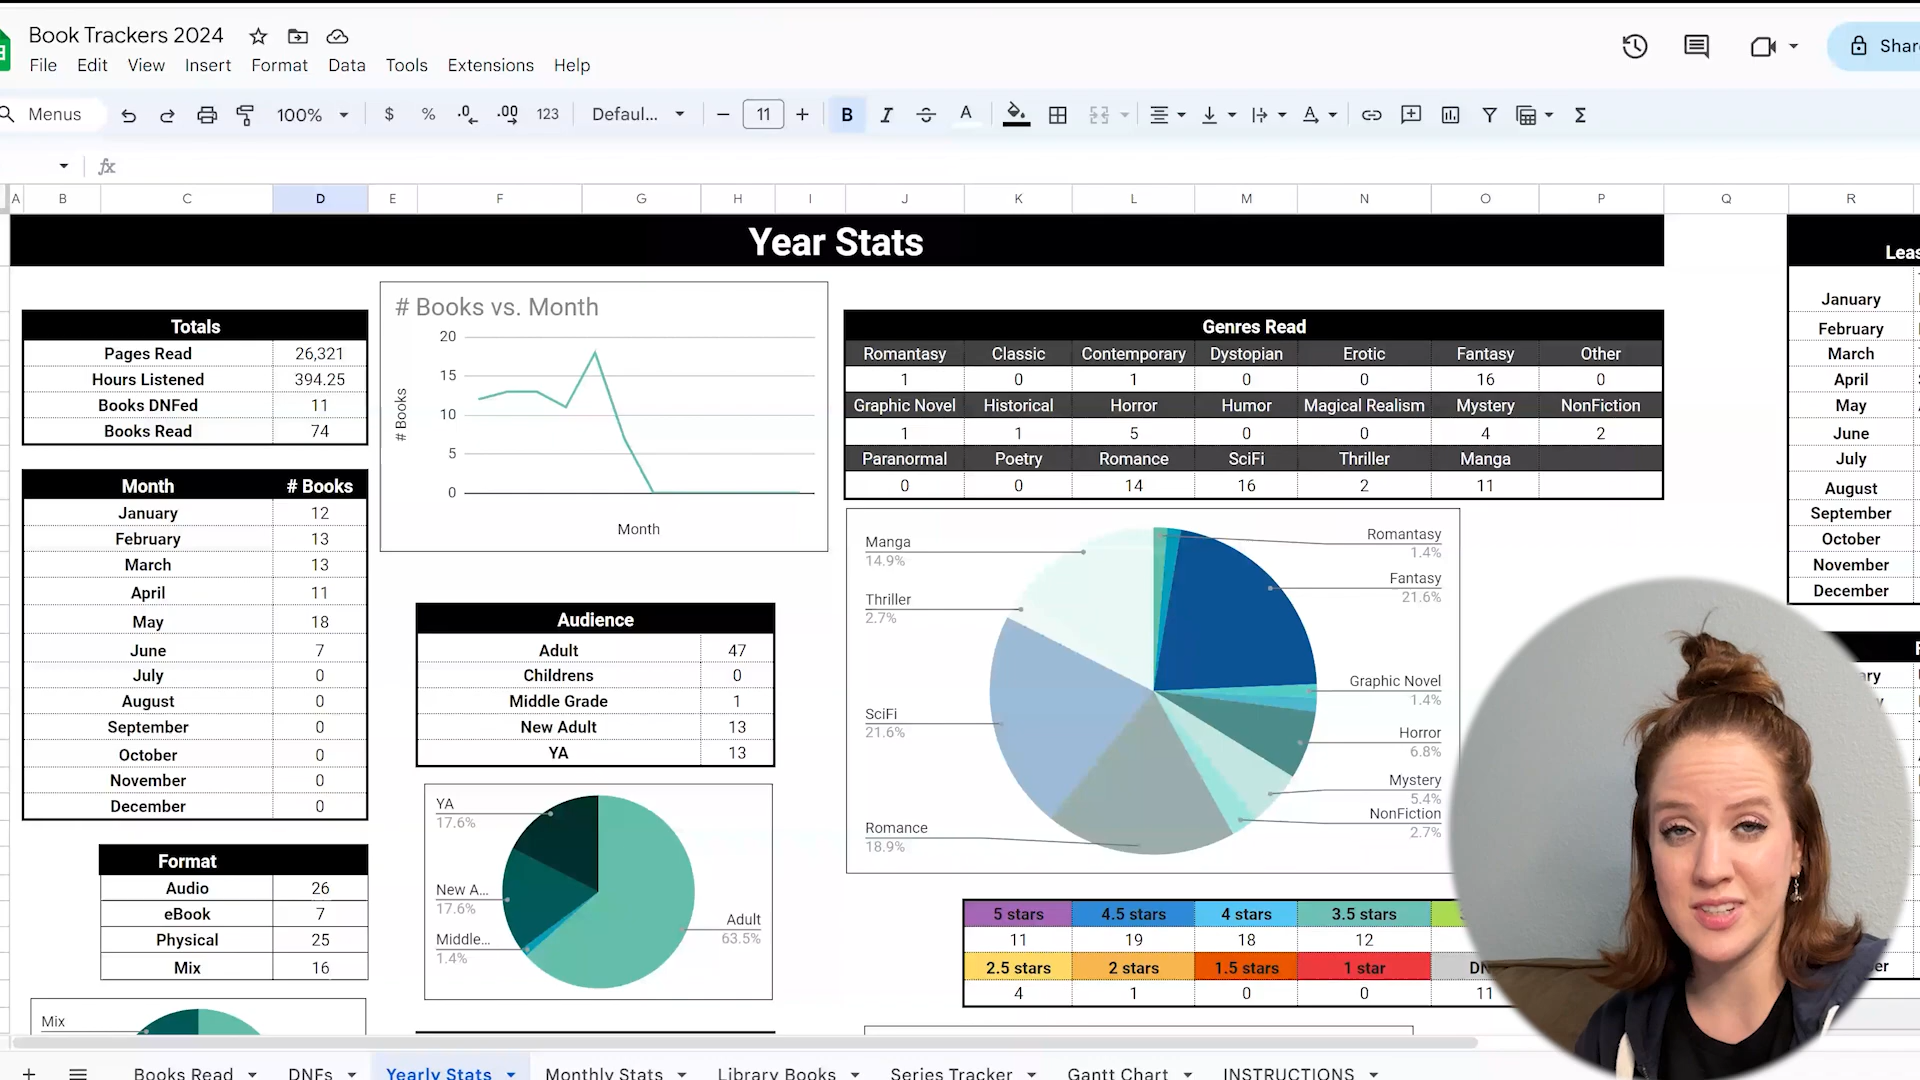 Book Trackers 2024
File Edit View Insert Format Data Tools Extensions Help
Share
Menus 100% $ % .0 .00 123 Defaul... 11 B I A Σ
fx
A B C D E F G H I J K L M N O P Q R
Year Stats
Totals
Pages Read 26,321
Hours Listened 394.25
Books DNFed 11
Books Read 74
Month # Books
January 12
February 13
March 13
April 11
May 18
June 7
July 0
August 0
September 0
October 0
November 0
December 0
Format
Audio 26
eBook 7
Physical 25
Mix 16
Mix
# Books vs. Month
# Books
20
15
10
5
0
Month
Audience
Adult 47
Childrens 0
Middle Grade 1
New Adult 13
YA 13
YA
17.6%
New A...
17.6%
Middle...
1.4%
Adult
63.5%
Genres Read
Romantasy Classic Contemporary Dystopian Erotic Fantasy Other
1 0 1 0 0 16 0
Graphic Novel Historical Horror Humor Magical Realism Mystery NonFiction
1 1 5 0 0 4 2
Paranormal Poetry Romance SciFi Thriller Manga
0 0 14 16 2 11
Manga
14.9%
Thriller
2.7%
SciFi
21.6%
Romance
18.9%
Romantasy
1.4%
Fantasy
21.6%
Graphic Novel
1.4%
Horror
6.8%
Mystery
5.4%
NonFiction
2.7%
5 stars 4.5 stars 4 stars 3.5 stars
11 19 18 12
2.5 stars 2 stars 1.5 stars 1 star DN
4 1 0 0 11
Leas
January
February
March
April
May
June
July
August
September
October
November
December
ry
er
Books Read DNFs Yearly Stats Monthly Stats Library Books Series Tracker Gantt Chart INSTRUCTIONS